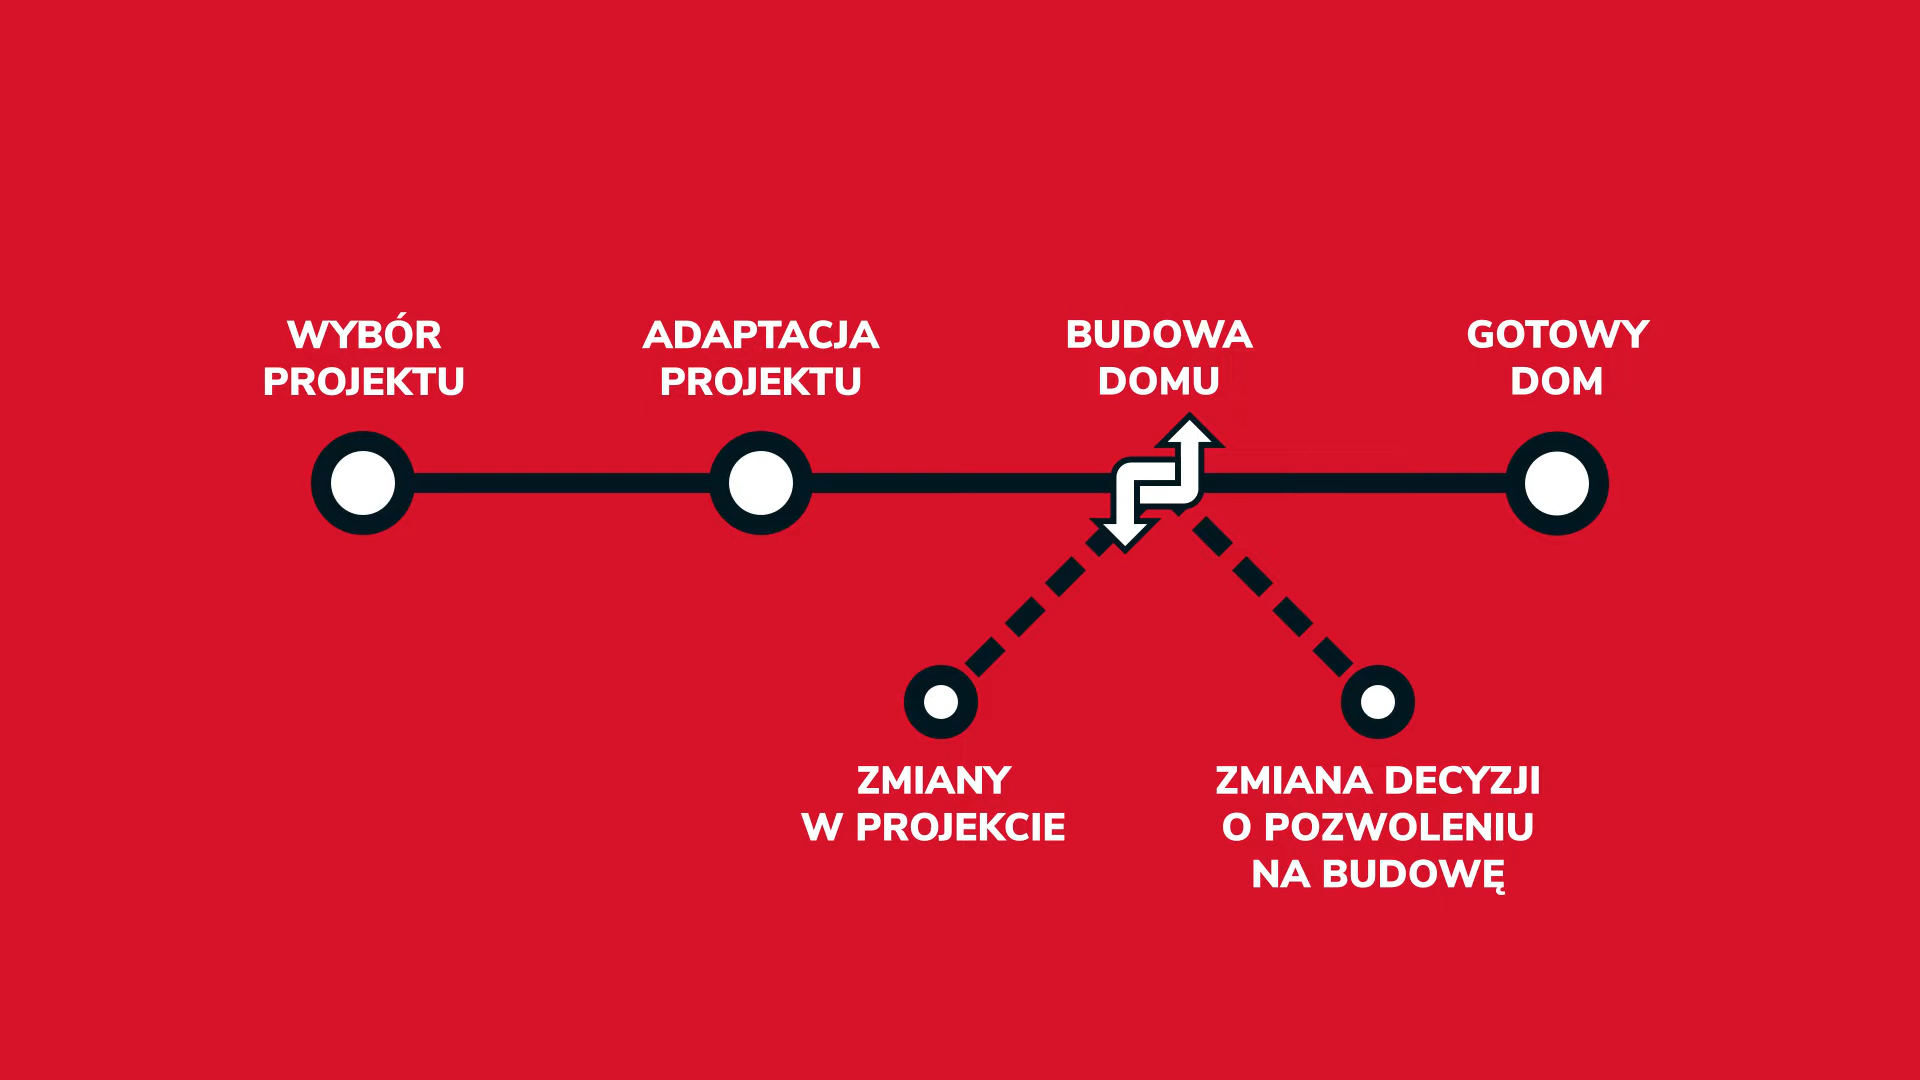 WYBÓR
PROJEKTU
ADAPTACJA
PROJEKTU
BUDOWA
DOMU
GOTOWY
DOM
ZMIANY
W PROJEKCIE
ZMIANA DECYZJI
O POZWOLENIU
NA BUDOWĘ